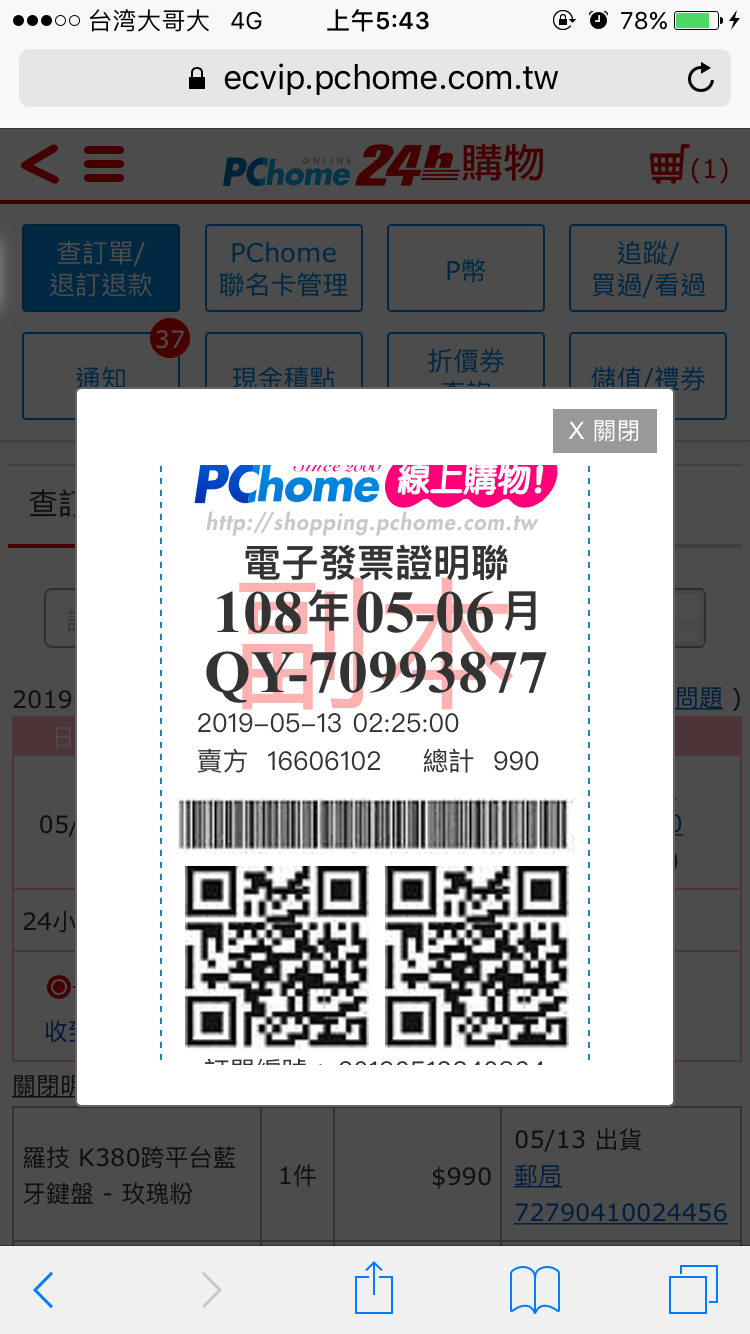 台湾大哥大 4G 上午5:43 78%
ecvip.pchome.com.tw
PChome ONLINE 24h購物 (1)
查訂單/
退訂退款
PChome
聯名卡管理
P幣
追蹤/
買過/看過
37
通知
現金積點
折價券
查詢
儲值/禮券
X 關閉
查訂
Since 2000
PChome 線上購物!
http://shopping.pchome.com.tw
電子發票證明聯
副本
108年05-06月
QY-70993877
2019-05-13 02:25:00
賣方 16606102 總計 990
2019
問題 )
日
05/
24小
收到
關閉明
羅技 K380跨平台藍
牙鍵盤 - 玫瑰粉
1件
$990
05/13 出貨
郵局
72790410024456